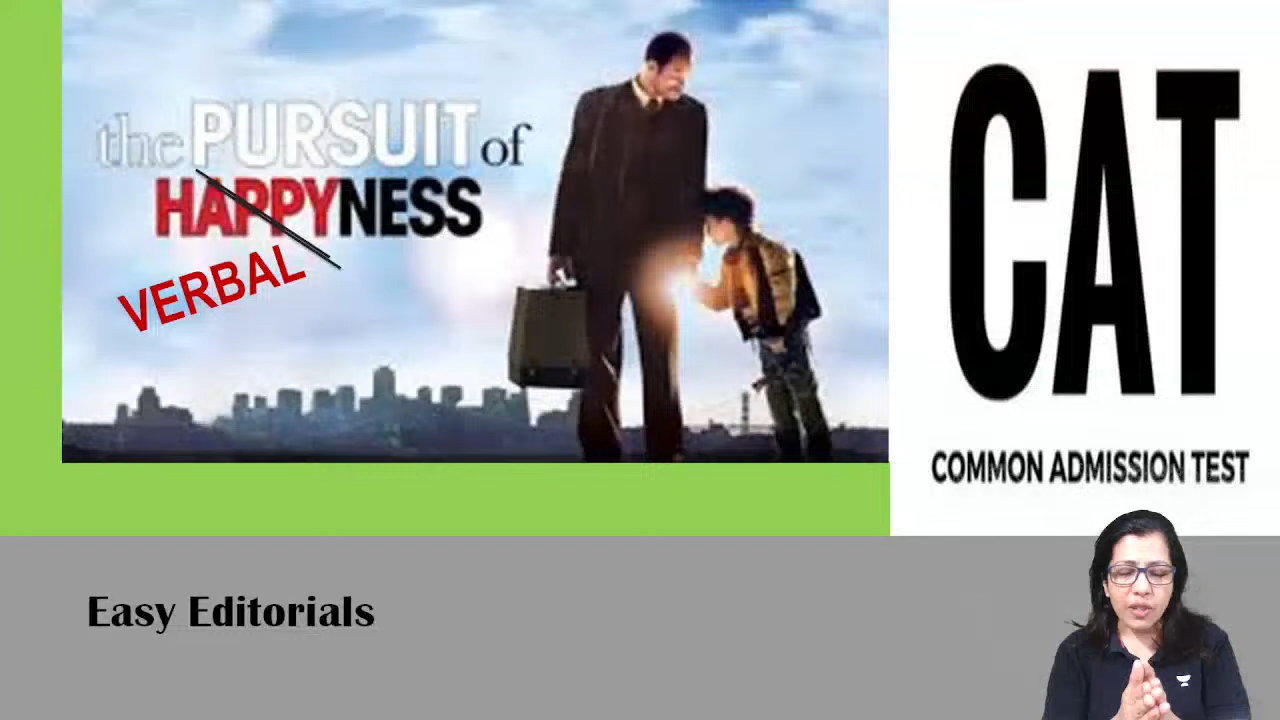 the PURSUIT of
HAPPYNESS
VERBAL
CAT
COMMON ADMISSION TEST
Easy Editorials